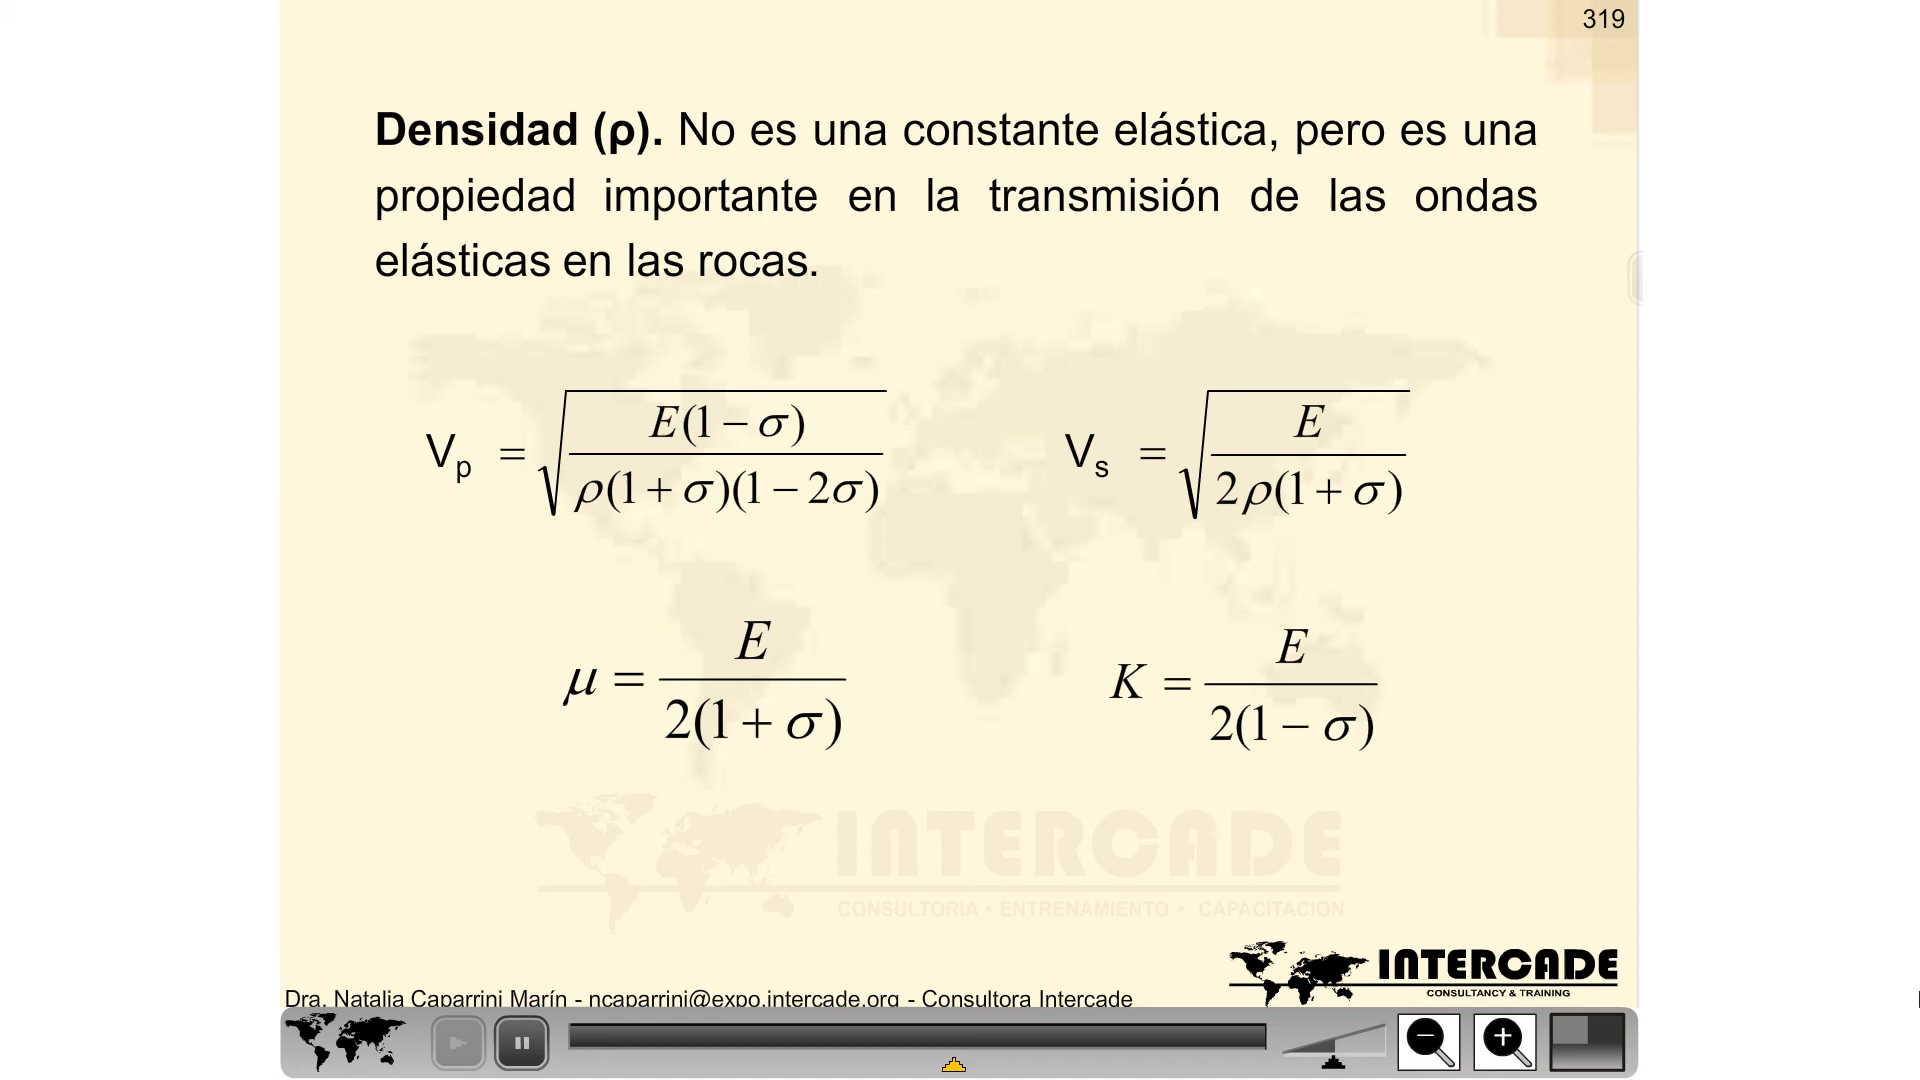 319
Densidad (ρ). No es una constante elástica, pero es una
propiedad importante en la transmisión de las ondas
elásticas en las rocas.
Vp = √(E(1 − σ) / ρ(1 + σ)(1 − 2σ))
Vs = √(E / 2ρ(1 + σ))
μ = E / 2(1 + σ)
K = E / 2(1 − σ)
INTERCADE
CONSULTORIA • ENTRENAMIENTO • CAPACITACION
INTERCADE
CONSULTANCY & TRAINING
Dra. Natalia Caparrini Marín - ncaparrini@expo.intercade.org - Consultora Intercade